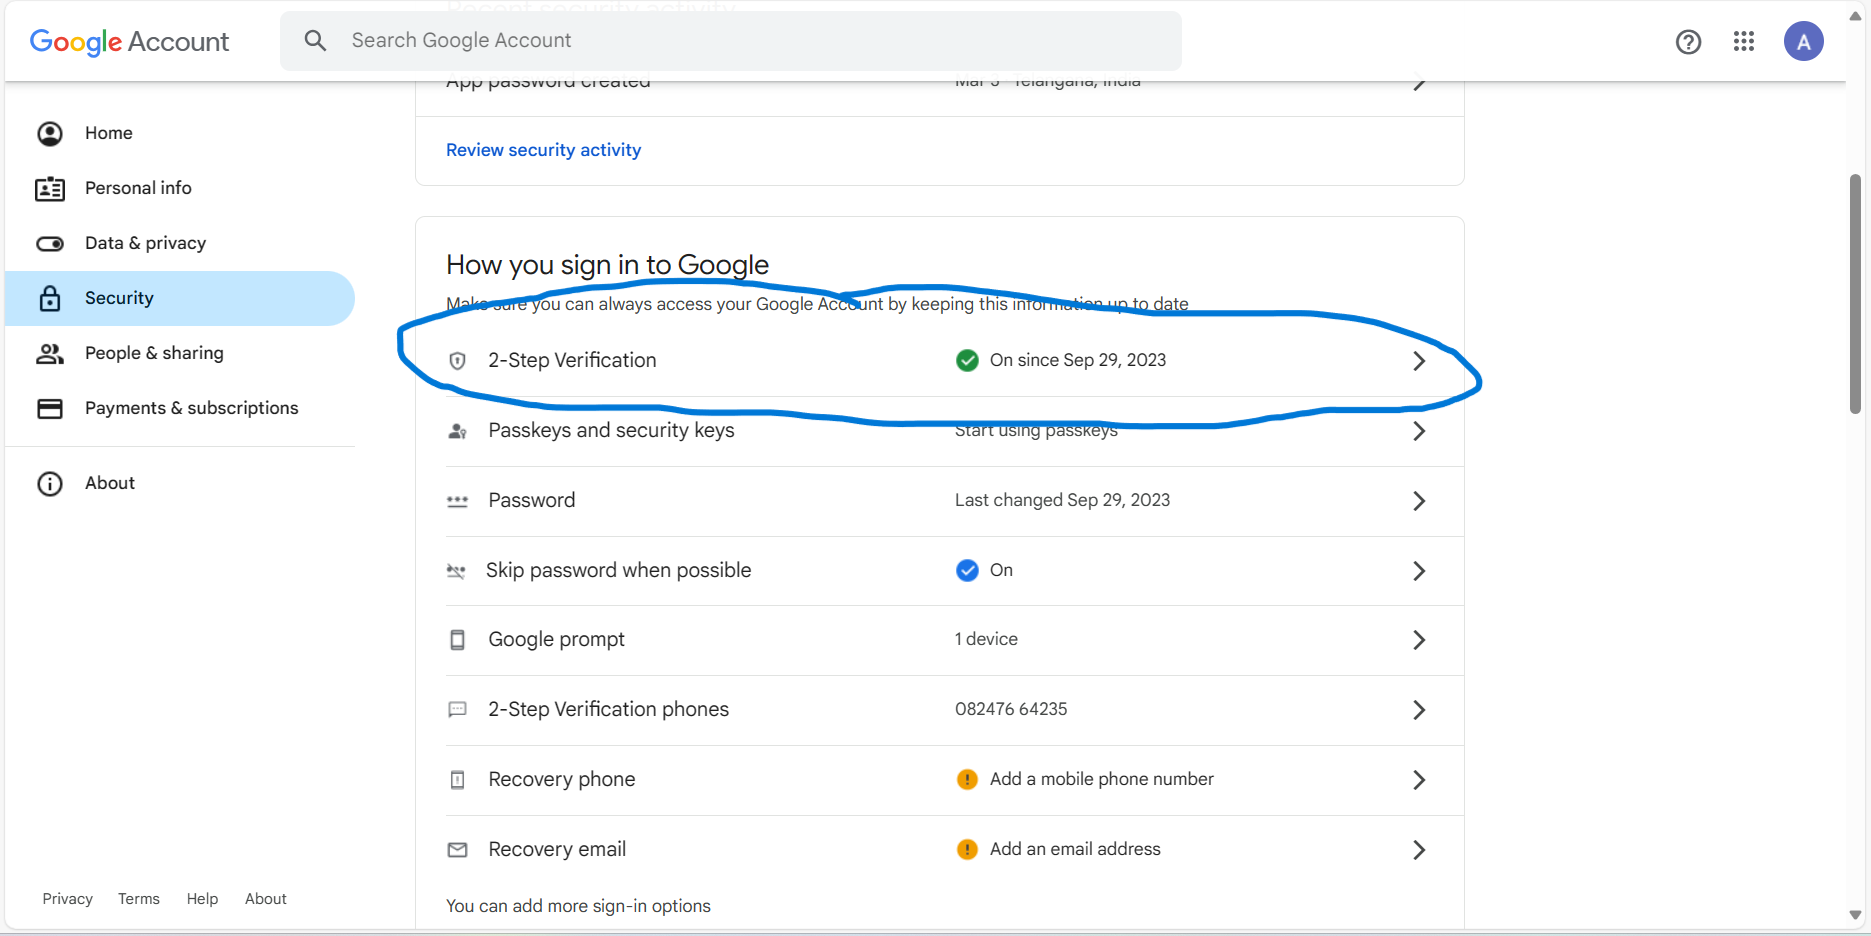 Recent security activity
Google Account
Search Google Account
A
App password created
Mar 5 · Telangana, India
Review security activity
Home
Personal info
Data & privacy
Security
People & sharing
Payments & subscriptions
About
How you sign in to Google
Make sure you can always access your Google Account by keeping this information up to date
2-Step Verification
On since Sep 29, 2023
Passkeys and security keys
Start using passkeys
Password
Last changed Sep 29, 2023
Skip password when possible
On
Google prompt
1 device
2-Step Verification phones
082476 64235
Recovery phone
Add a mobile phone number
Recovery email
Add an email address
You can add more sign-in options
Privacy Terms Help About